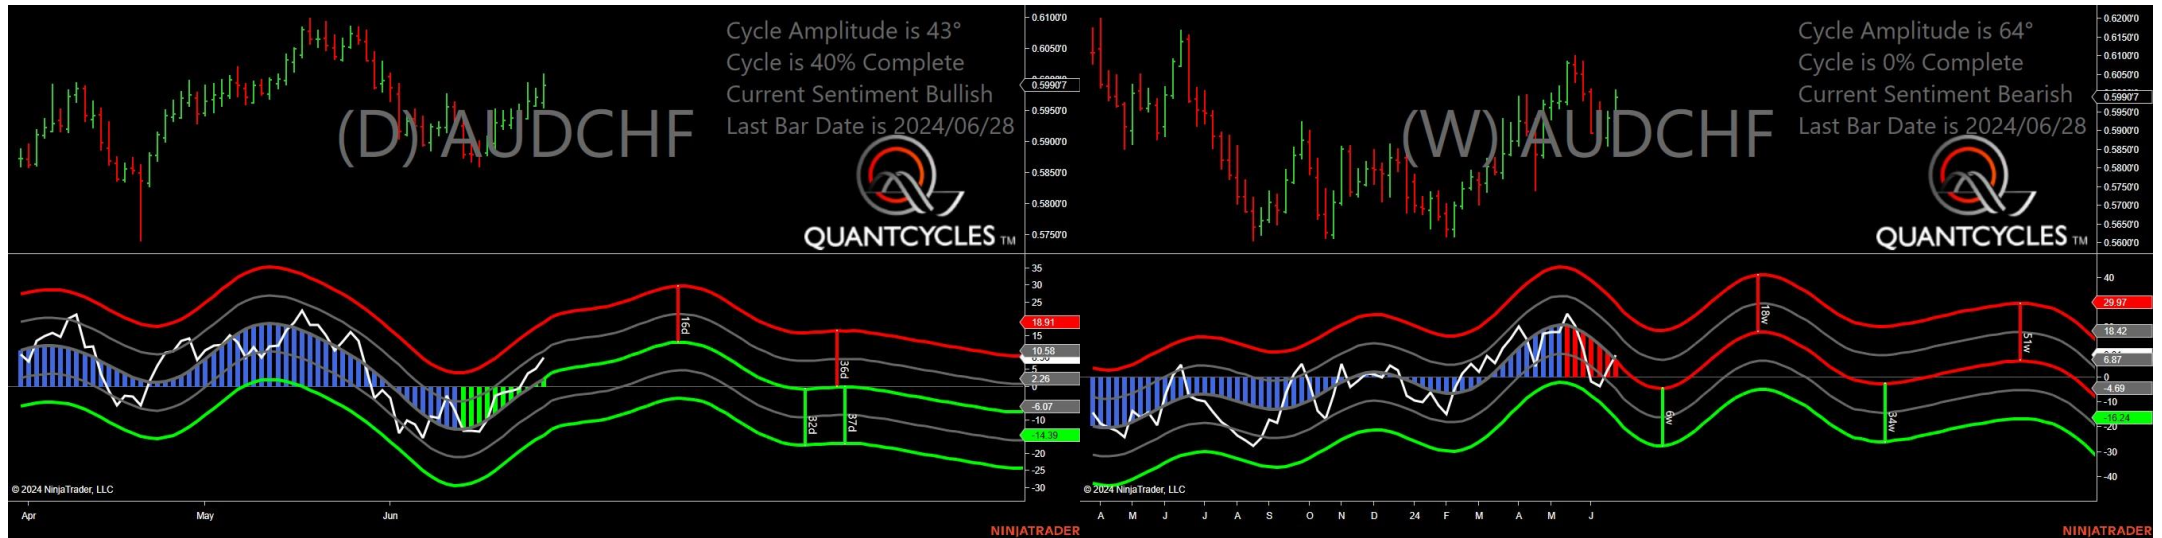 Cycle Amplitude is 43°
Cycle is 40% Complete
Current Sentiment Bullish
Last Bar Date is 2024/06/28
(D) AUDCHF
QUANTCYCLES TM
0.6100'0
0.6050'0
0.5990'7
0.5950'0
0.5900'0
0.5850'0
0.5800'0
0.5750'0
35
30
25
18.91
15
10.58
5
2.26
0
-6.07
-10
-14.39
-20
-25
-30
16d
32d
36d
37d
© 2024 NinjaTrader, LLC
Apr May Jun
NINJATRADER
Cycle Amplitude is 64°
Cycle is 0% Complete
Current Sentiment Bearish
Last Bar Date is 2024/06/28
(W) AUDCHF
QUANTCYCLES TM
0.6200'0
0.6150'0
0.6100'0
0.6050'0
0.5990'7
0.5950'0
0.5900'0
0.5850'0
0.5800'0
0.5750'0
0.5700'0
0.5650'0
0.5600'0
40
29.97
18.42
6.87
0
-4.69
-10
-16.24
-20
-30
-40
6w
18w
34w
51w
© 2024 NinjaTrader, LLC
A M J J A S O N D 24 F M A M J
NINJATRADER